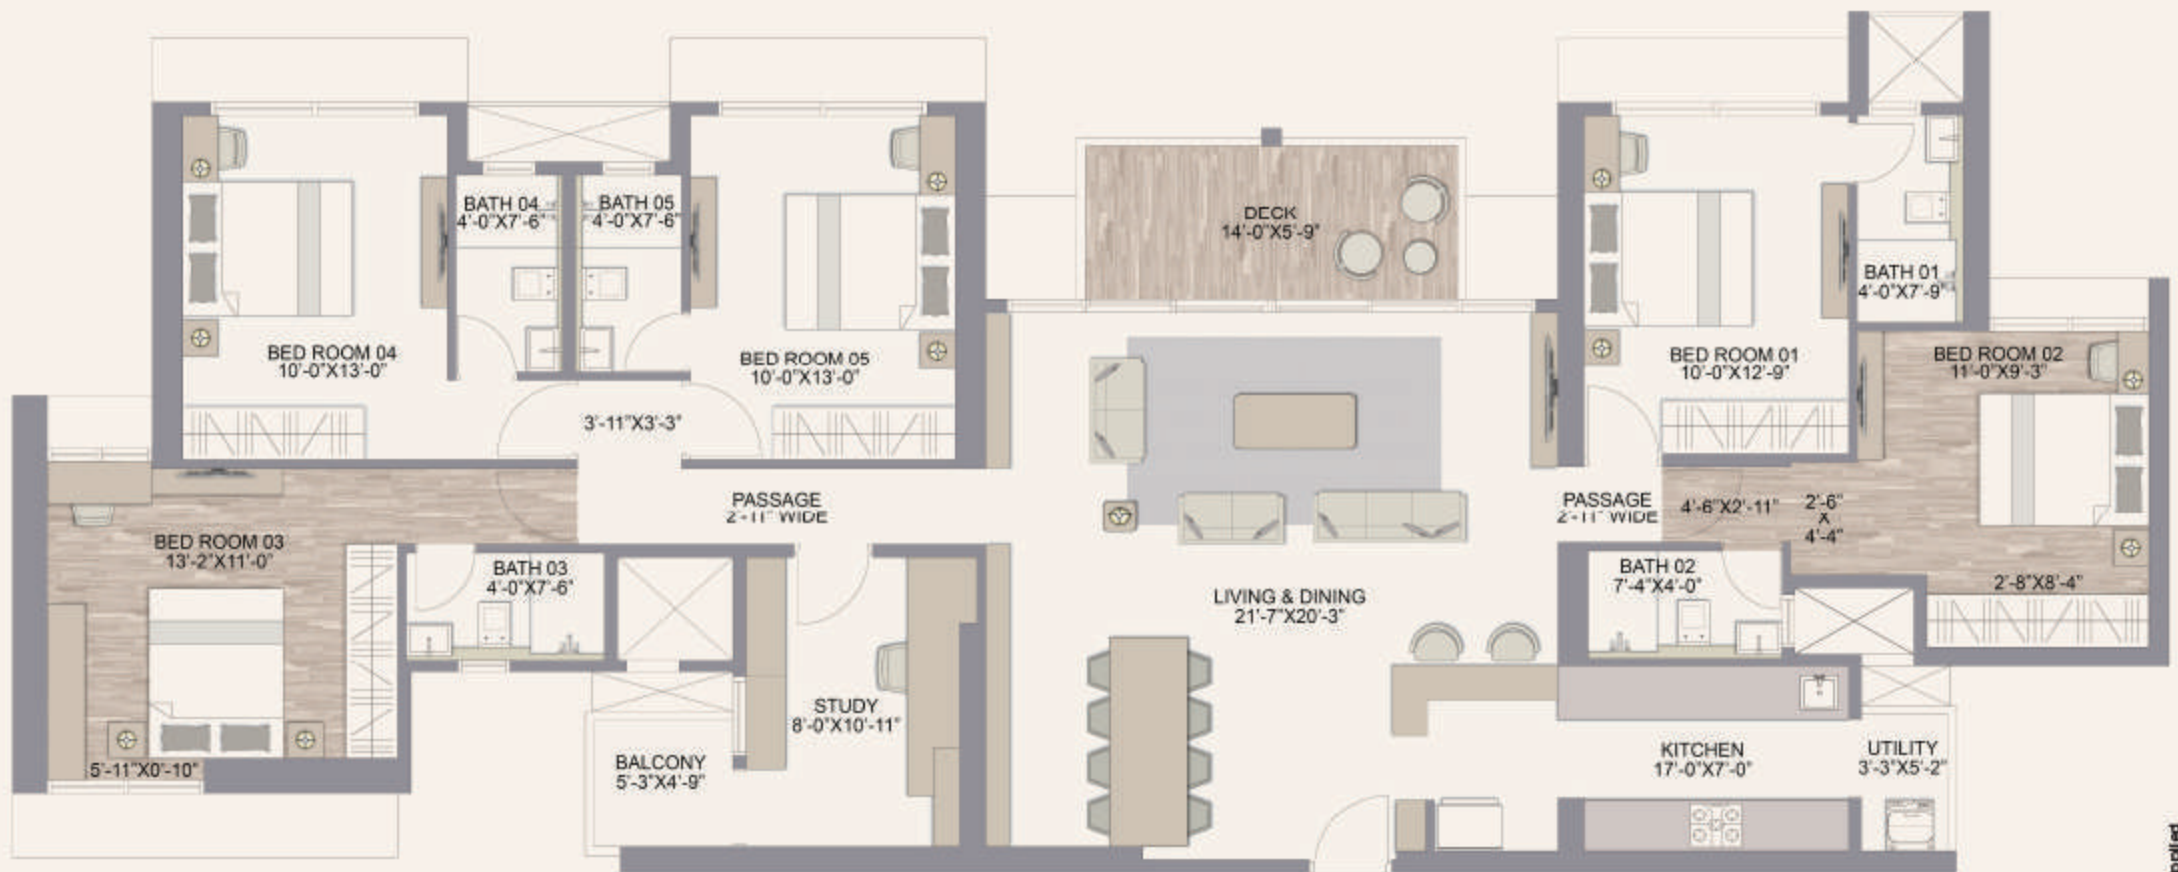 BATH 04
4'-0"X7'-6"
BATH 05
4'-0"X7'-6"
DECK
14'-0"X5'-9"
BATH 01
4'-0"X7'-9"
BED ROOM 04
10'-0"X13'-0"
BED ROOM 05
10'-0"X13'-0"
BED ROOM 01
10'-0"X12'-9"
BED ROOM 02
11'-0"X9'-3"
3'-11"X3'-3"
PASSAGE
2'-11" WIDE
PASSAGE
2'-11" WIDE
4'-6"X2'-11"
2'-6"
X
4'-4"
BED ROOM 03
13'-2"X11'-0"
BATH 03
4'-0"X7'-6"
BATH 02
7'-4"X4'-0"
2'-8"X8'-4"
LIVING & DINING
21'-7"X20'-3"
STUDY
8'-0"X10'-11"
BALCONY
5'-3"X4'-9"
5'-11"X0'-10"
KITCHEN
17'-0"X7'-0"
UTILITY
3'-3"X5'-2"